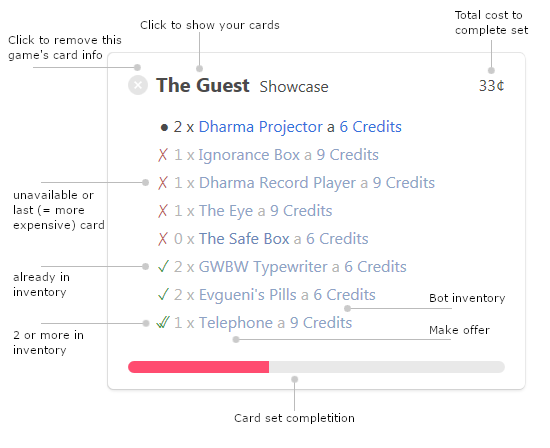 Click to show your cards
Total cost to
complete set
Click to remove this
game's card info
The Guest Showcase
33¢
● 2 x Dharma Projector a 6 Credits
✗ 1 x Ignorance Box a 9 Credits
✗ 1 x Dharma Record Player a 9 Credits
unavailable or
last (= more
expensive) card
✗ 1 x The Eye a 9 Credits
✗ 0 x The Safe Box a 6 Credits
✓ 2 x GWBW Typewriter a 6 Credits
already in
inventory
✓ 2 x Evgueni's Pills a 6 Credits
Bot inventory
✓✓ 1 x Telephone a 9 Credits
2 or more in
inventory
Make offer
Card set completition